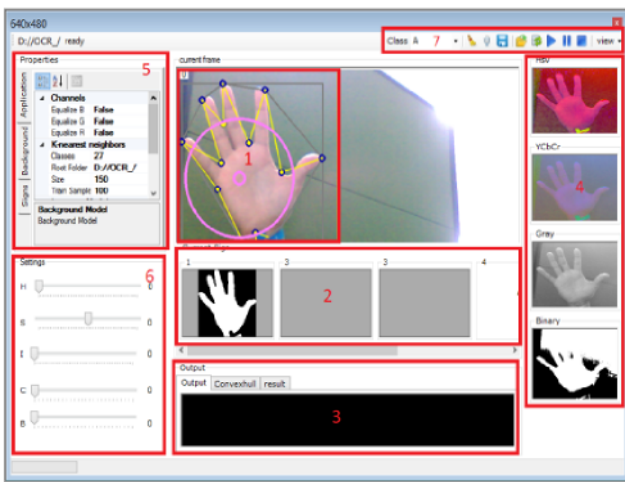 640x480
D://OCR_/ ready
Class A 7 view
Properties
5
Application
Background
Signs
Channels
Equalize B False
Equalize G False
Equalize R False
K-nearest neighbors
Classes 27
Root Folder D://OCR_/
Size 150
Train Sample 100
Background Model
Background Model
current frame
0
1
Hsv
YCbCr
4
Gray
Binary
1
2
3
4
2
Settings
6
H 0
S 0
I 0
C 0
B 0
Output
Output Convexhull result
3